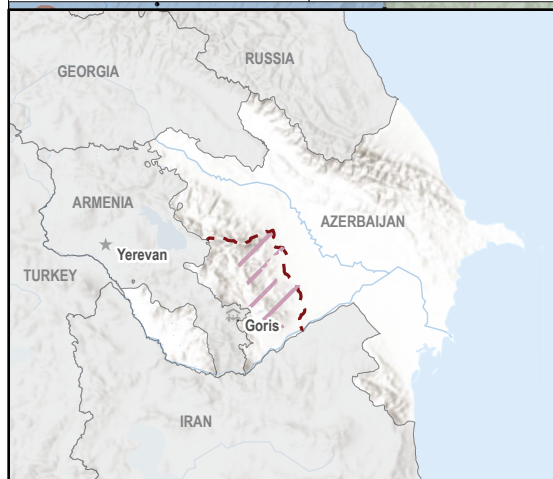 RUSSIA
GEORGIA
ARMENIA
AZERBAIJAN
Yerevan
TURKEY
Goris
IRAN